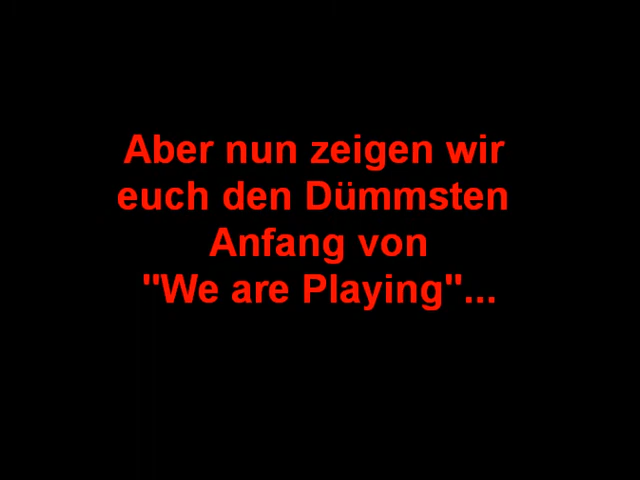 Aber nun zeigen wir
euch den Dümmsten
Anfang von
"We are Playing"...